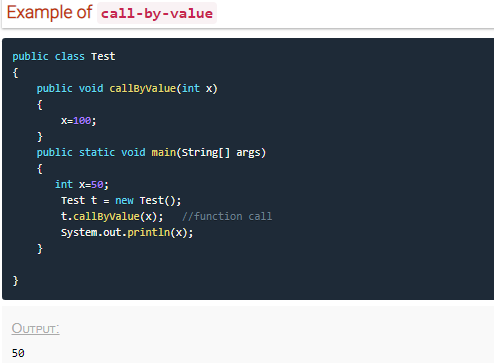 Example of call-by-value
public class Test
{
    public void callByValue(int x)
    {
        x=100;
    }
    public static void main(String[] args)
    {
       int x=50;
        Test t = new Test();
        t.callByValue(x);   //function call
        System.out.println(x);
    }
}
OUTPUT:
50